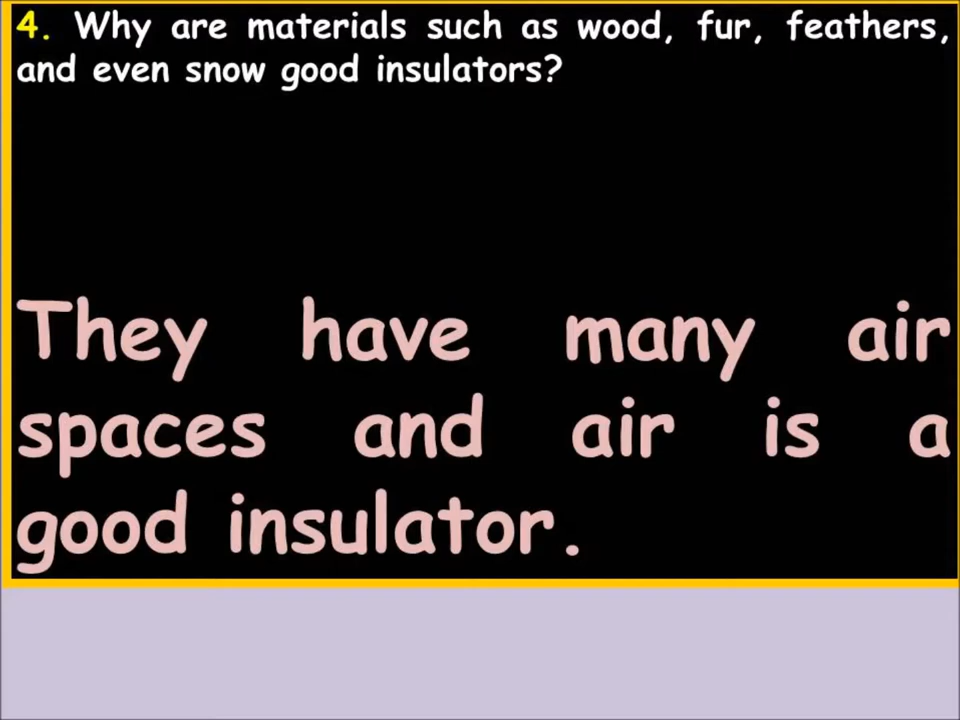 4. Why are materials such as wood, fur, feathers,
and even snow good insulators?
They have many air
spaces and air is a
good insulator.